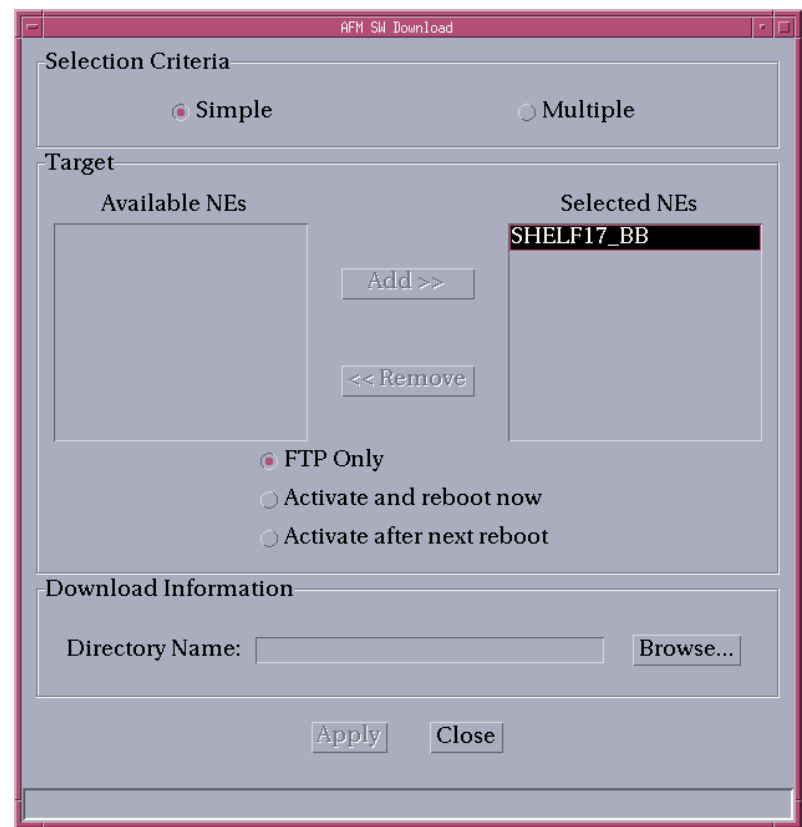 AFM SW Download
Selection Criteria
Simple
Multiple
Target
Available NEs
Selected NEs
SHELF17_BB
Add >>
<< Remove
FTP Only
Activate and reboot now
Activate after next reboot
Download Information
Directory Name:
Browse...
Apply
Close